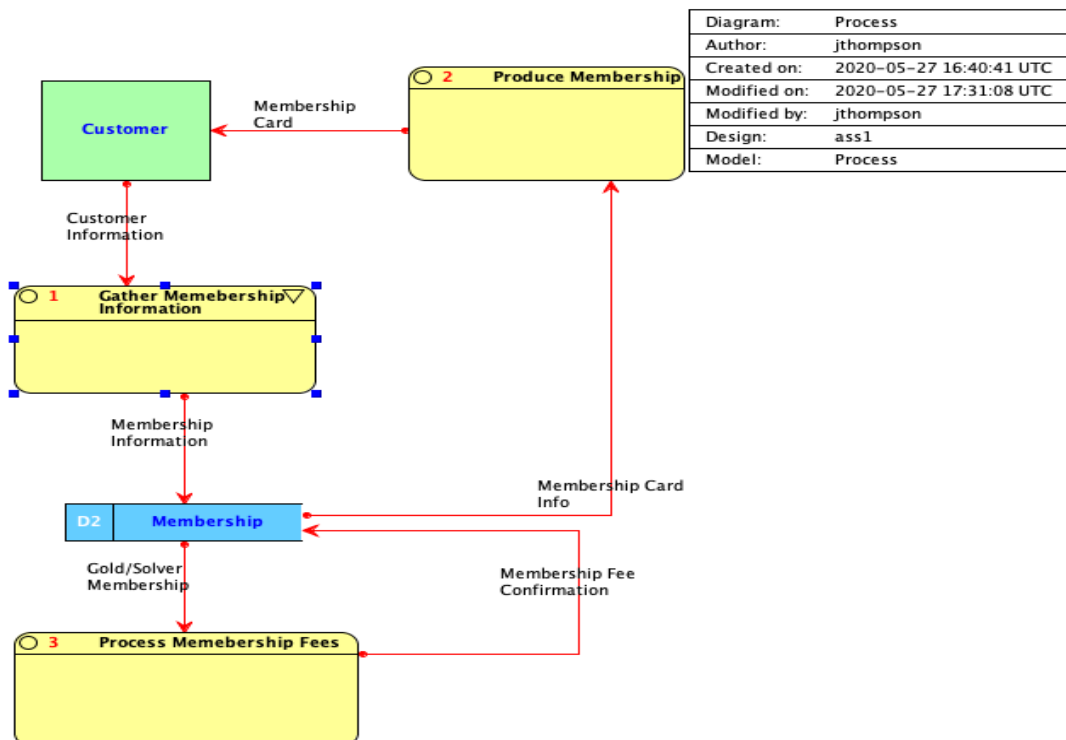 Diagram: Process
Author: jthompson
Created on: 2020-05-27 16:40:41 UTC
Modified on: 2020-05-27 17:31:08 UTC
Modified by: jthompson
Design: ass1
Model: Process
2 Produce Membership
Membership
Card
Customer
Customer
Information
1 Gather Memebership
Information
Membership
Information
Membership Card
Info
D2 Membership
Gold/Solver
Membership
Membership Fee
Confirmation
3 Process Memebership Fees